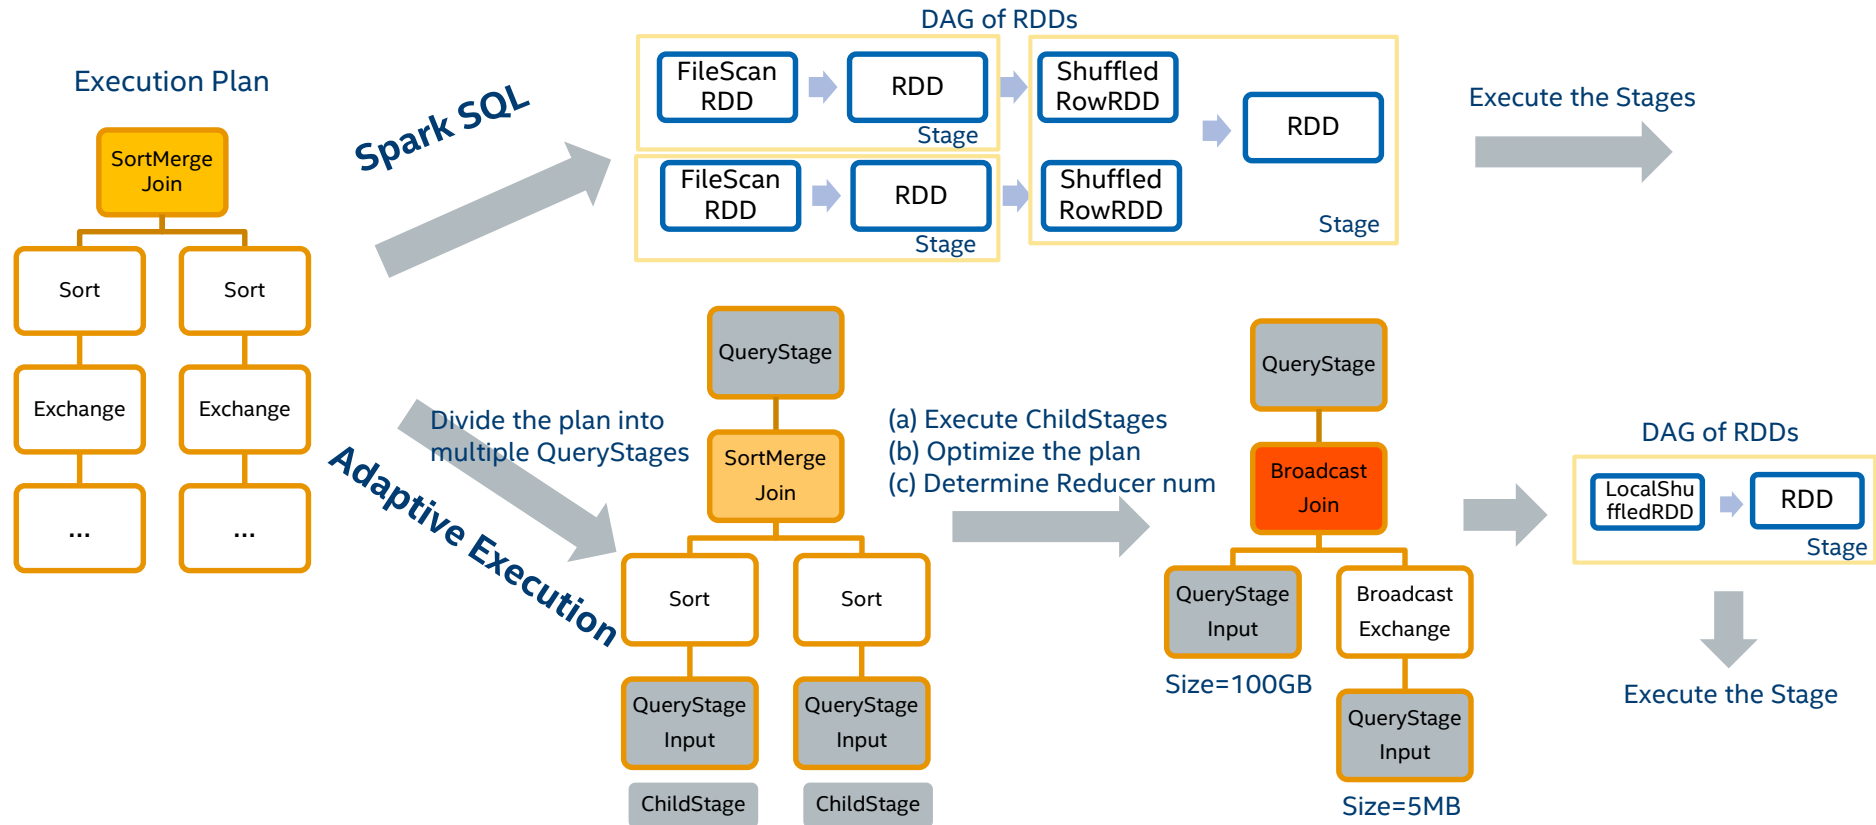 DAG of RDDs
Execution Plan
SortMerge
Join
Sort
Sort
Exchange
Exchange
...
...
Spark SQL
FileScan
RDD
RDD
Stage
FileScan
RDD
RDD
Stage
Shuffled
RowRDD
Shuffled
RowRDD
RDD
Stage
Execute the Stages
Adaptive Execution
Divide the plan into
multiple QueryStages
QueryStage
SortMerge
Join
Sort
Sort
QueryStage
Input
QueryStage
Input
ChildStage
ChildStage
(a) Execute ChildStages
(b) Optimize the plan
(c) Determine Reducer num
QueryStage
Broadcast
Join
QueryStage
Input
Size=100GB
Broadcast
Exchange
QueryStage
Input
Size=5MB
DAG of RDDs
LocalShu
ffledRDD
RDD
Stage
Execute the Stage